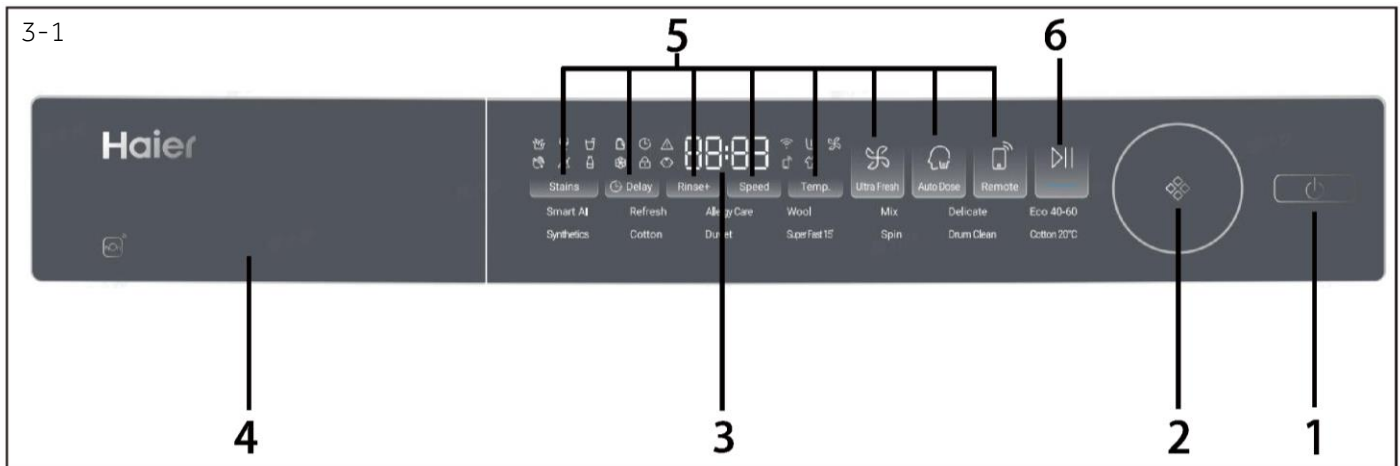 3-1
5
6
Haier
88:88
Stains
Delay
Rinse+
Speed
Temp.
Ultra Fresh
Auto Dose
Remote
Smart AI
Refresh
Allergy Care
Wool
Mix
Delicate
Eco 40-60
Synthetics
Cotton
Duvet
Super Fast 15'
Spin
Drum Clean
Cotton 20°C
4
3
2
1